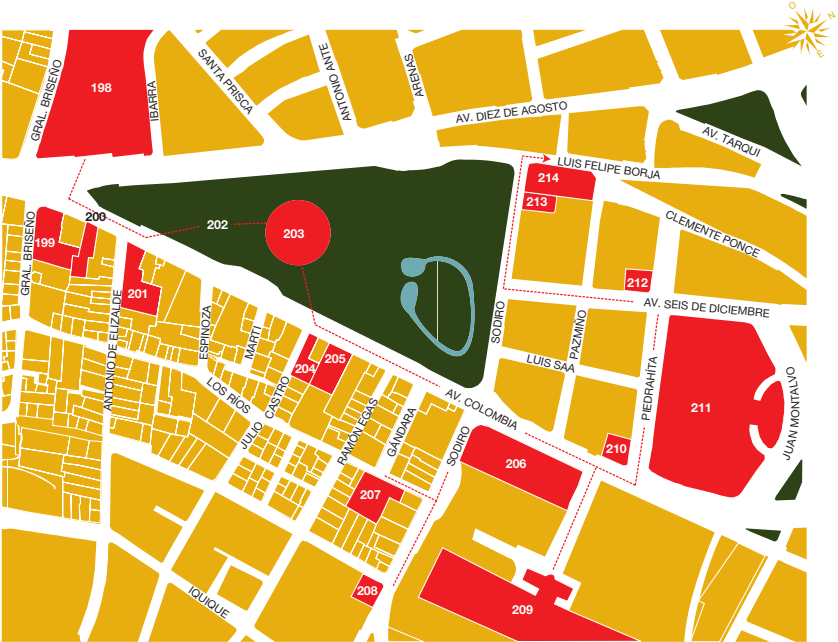 O
N
E
198
GRAL. BRISEÑO
IBARRA
SANTA PRISCA
ANTONIO ANTE
ARENAS
AV. DIEZ DE AGOSTO
AV. TARQUI
LUIS FELIPE BORJA
214
213
CLEMENTE PONCE
200
202
203
199
GRAL. BRISEÑO
201
212
AV. SEIS DE DICIEMBRE
ANTONIO DE ELIZALDE
ESPINOZA
MARTI
SODIRO
PAZMIÑO
LUIS SAA
204
205
LOS RÍOS
JULIO CASTRO
RAMÓN EGAS
GÁNDARA
AV. COLOMBIA
SODIRO
PIEDRAHÍTA
211
JUAN MONTALVO
210
206
207
208
209
IQUIQUE